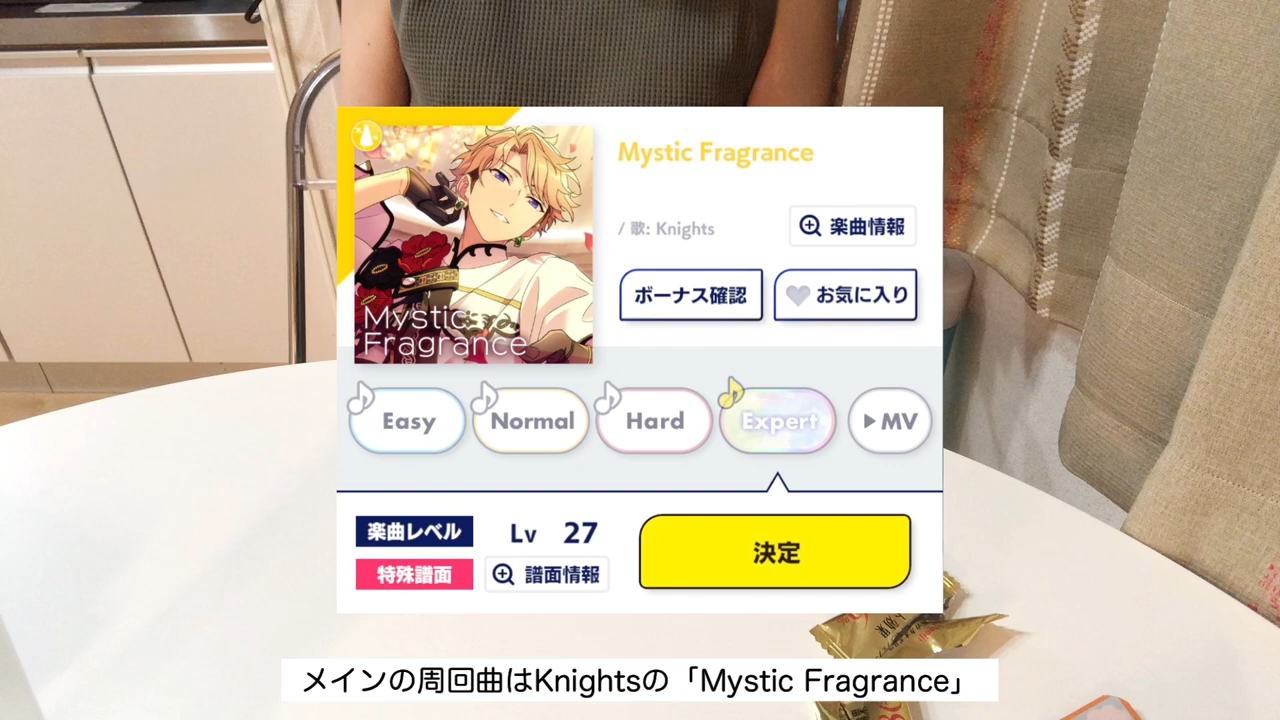 Mystic Fragrance
/ 歌: Knights
楽曲情報
ボーナス確認
お気に入り
Mystic
Fragrance
Easy
Normal
Hard
Expert
MV
楽曲レベル
Lv 27
特殊譜面
譜面情報
決定
メインの周回曲はKnightsの「Mystic Fragrance」